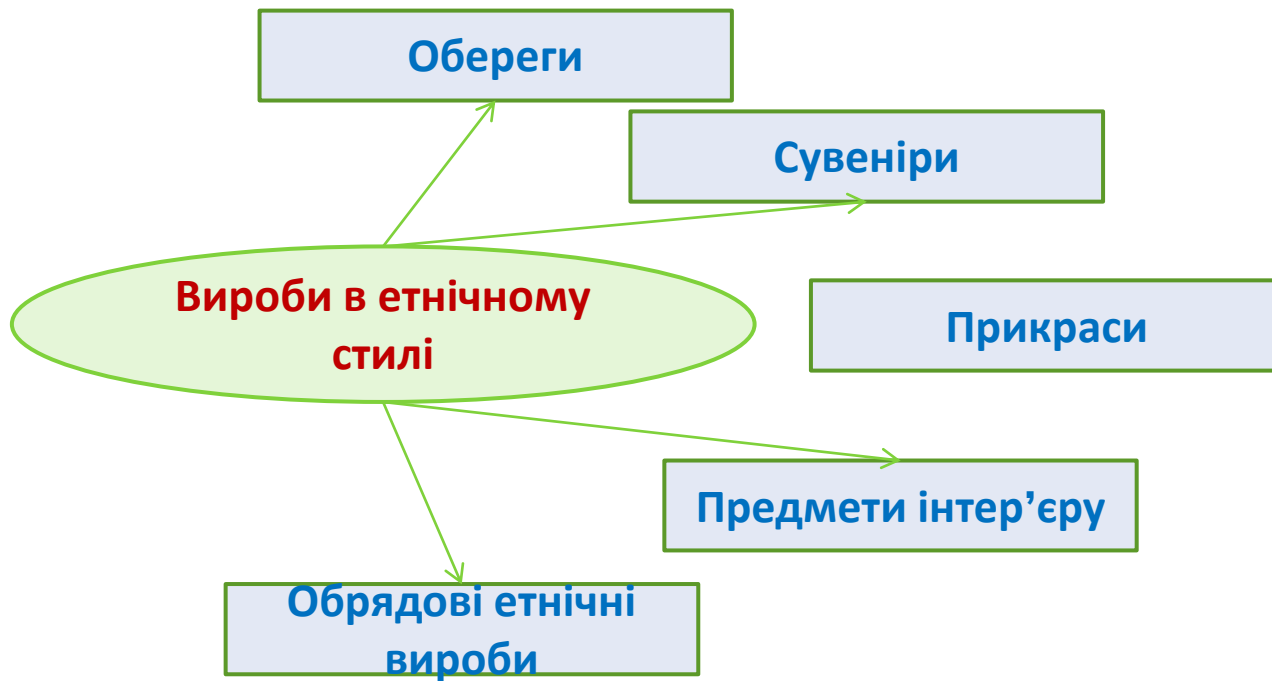 Обереги
Сувеніри
Вироби в етнічному
стилі
Прикраси
Предмети інтер’єру
Обрядові етнічні
вироби